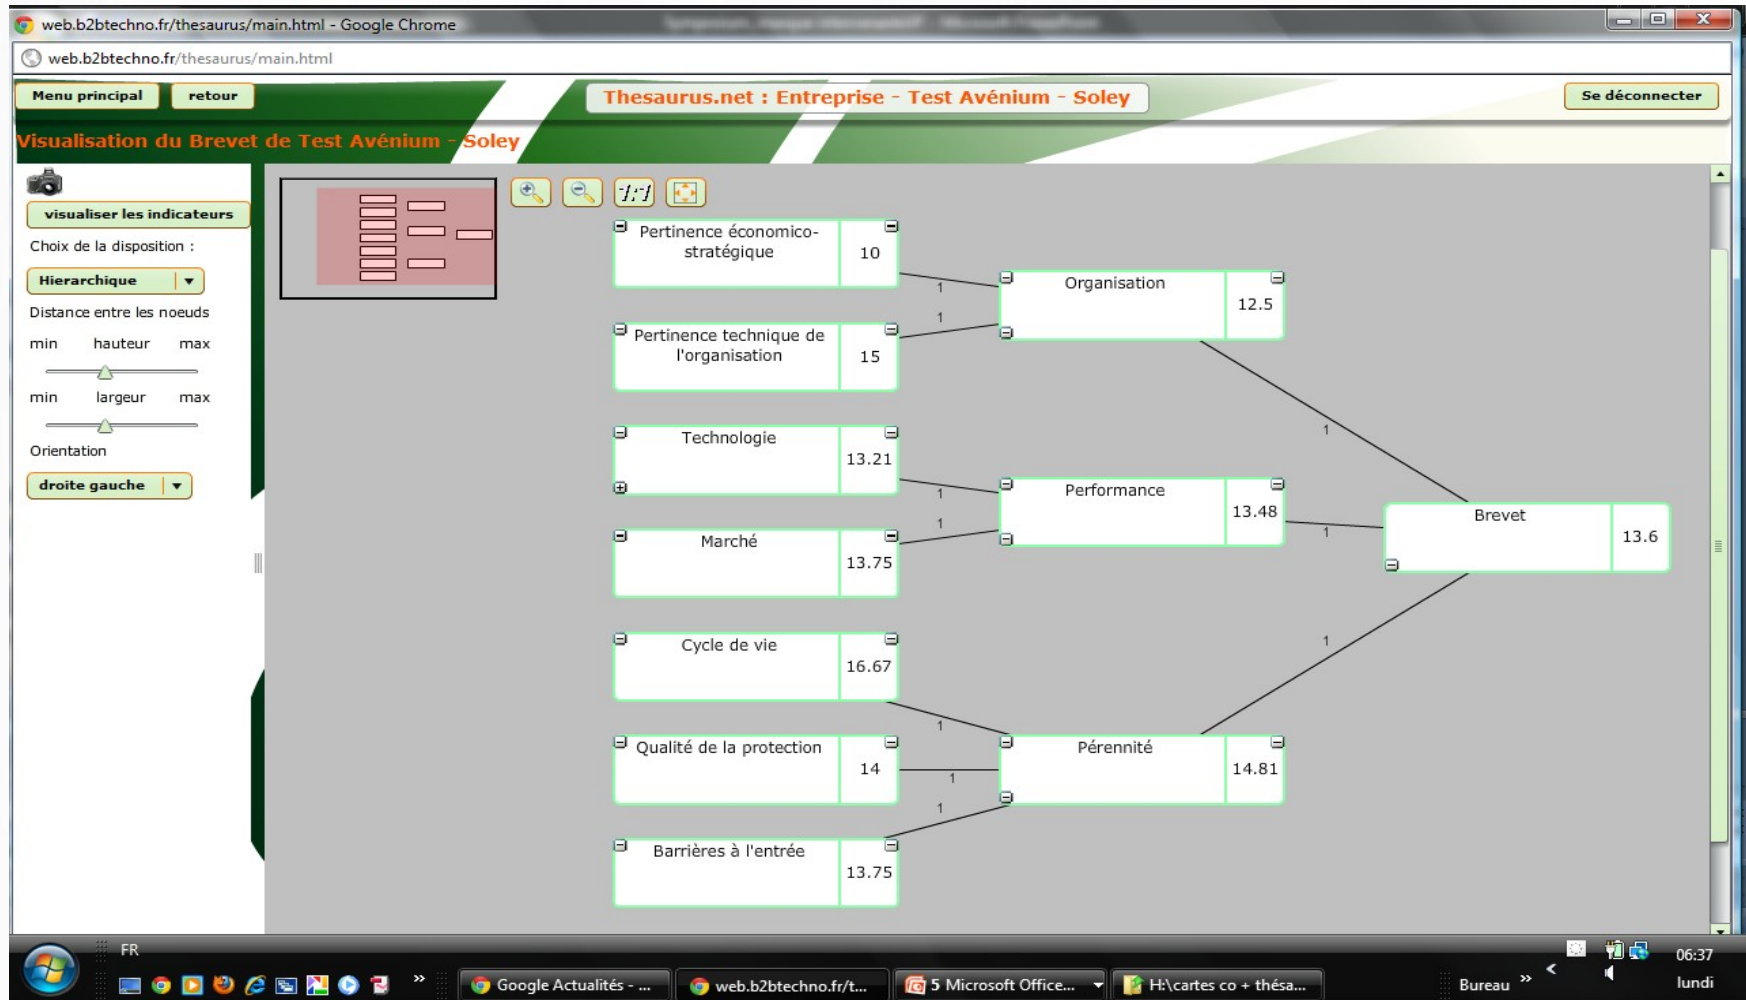 web.b2btechno.fr/thesaurus/main.html - Google Chrome
web.b2btechno.fr/thesaurus/main.html
Menu principal
retour
Thesaurus.net : Entreprise - Test Avénium - Soley
Se déconnecter
Visualisation du Brevet de Test Avénium - Soley
visualiser les indicateurs
Choix de la disposition :
Hierarchique
Distance entre les noeuds
min hauteur max
min largeur max
Orientation
droite gauche
1:1
Pertinence économico-
stratégique
10
Pertinence technique de
l'organisation
15
Technologie
13.21
Marché
13.75
Cycle de vie
16.67
Qualité de la protection
14
Barrières à l'entrée
13.75
1
1
1
1
1
1
1
Organisation
12.5
Performance
13.48
Pérennité
14.81
1
1
1
Brevet
13.6
FR
»
Google Actualités - ...
web.b2btechno.fr/t...
5 Microsoft Office...
H:\cartes co + thésa...
Bureau »
<
06:37
lundi